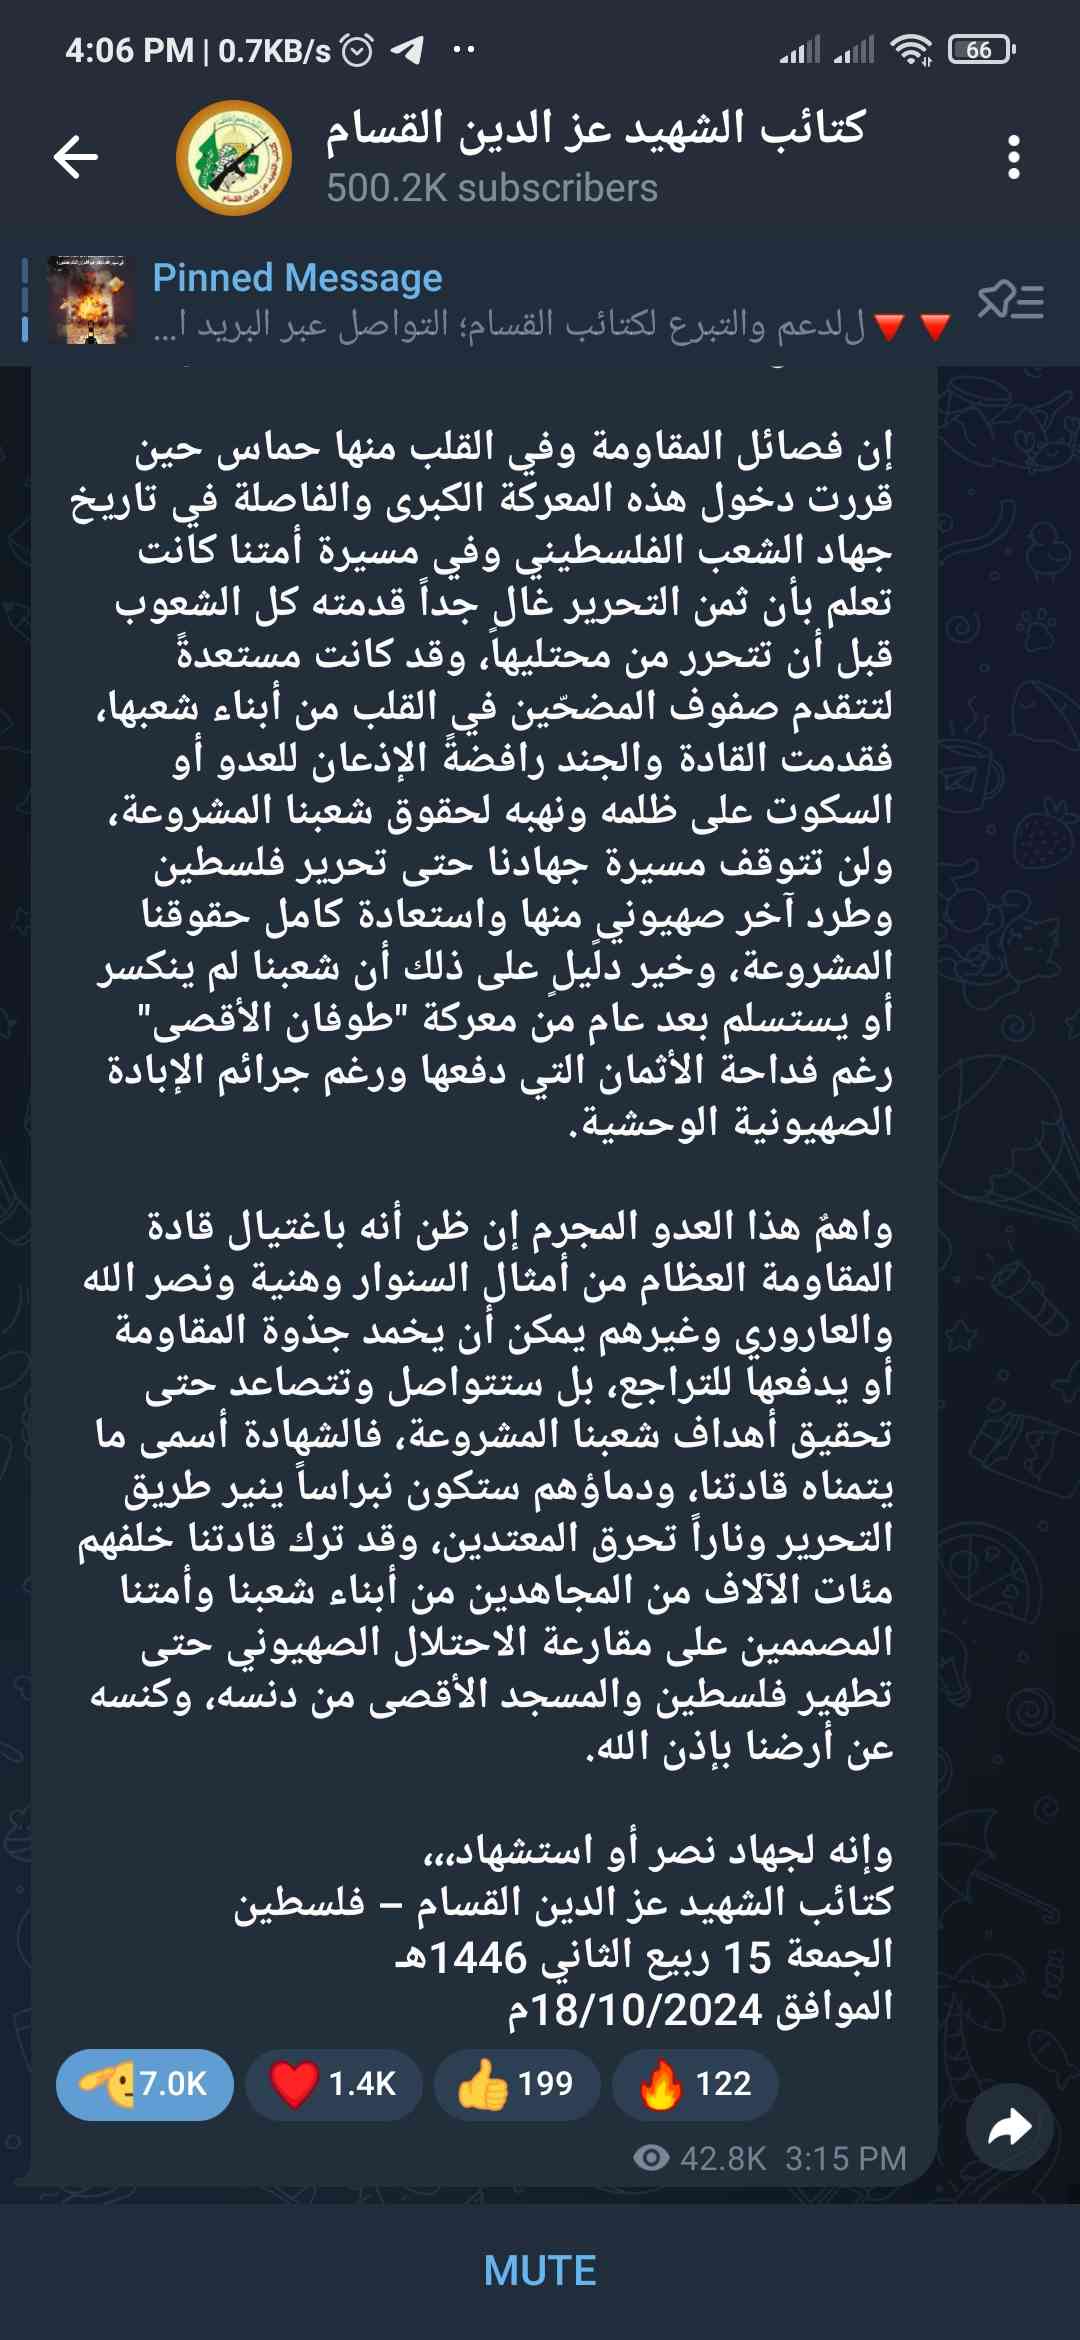 4:06 PM | 0.7KB/s
66
كتائب الشهيد عز الدين القسام
500.2K subscribers
Pinned Message
🔻🔻 للدعم والتبرع لكتائب القسام؛ التواصل عبر البريد ا...
إن فصائل المقاومة وفي القلب منها حماس حين
قررت دخول هذه المعركة الكبرى والفاصلة في تاريخ
جهاد الشعب الفلسطيني وفي مسيرة أمتنا كانت
تعلم بأن ثمن التحرير غالٍ جداً قدمته كل الشعوب
قبل أن تتحرر من محتليها، وقد كانت مستعدةً
لتتقدم صفوف المضحّين في القلب من أبناء شعبها،
فقدمت القادة والجند رافضةً الإذعان للعدو أو
السكوت على ظلمه ونهبه لحقوق شعبنا المشروعة،
ولن تتوقف مسيرة جهادنا حتى تحرير فلسطين
وطرد آخر صهيوني منها واستعادة كامل حقوقنا
المشروعة، وخير دليلٍ على ذلك أن شعبنا لم ينكسر
أو يستسلم بعد عام من معركة "طوفان الأقصى"
رغم فداحة الأثمان التي دفعها ورغم جرائم الإبادة
الصهيونية الوحشية.
واهمٌ هذا العدو المجرم إن ظن أنه باغتيال قادة
المقاومة العظام من أمثال السنوار وهنية ونصر الله
والعاروري وغيرهم يمكن أن يخمد جذوة المقاومة
أو يدفعها للتراجع، بل ستتواصل وتتصاعد حتى
تحقيق أهداف شعبنا المشروعة، فالشهادة أسمى ما
يتمناه قادتنا، ودماؤهم ستكون نبراساً ينير طريق
التحرير وناراً تحرق المعتدين، وقد ترك قادتنا خلفهم
مئات الآلاف من المجاهدين من أبناء شعبنا وأمتنا
المصممين على مقارعة الاحتلال الصهيوني حتى
تطهير فلسطين والمسجد الأقصى من دنسه، وكنسه
عن أرضنا بإذن الله.
وإنه لجهاد نصر أو استشهاد،،،
كتائب الشهيد عز الدين القسام – فلسطين
الجمعة 15 ربيع الثاني 1446هـ
الموافق 18/10/2024م
7.0K 1.4K 199 122
42.8K 3:15 PM
MUTE